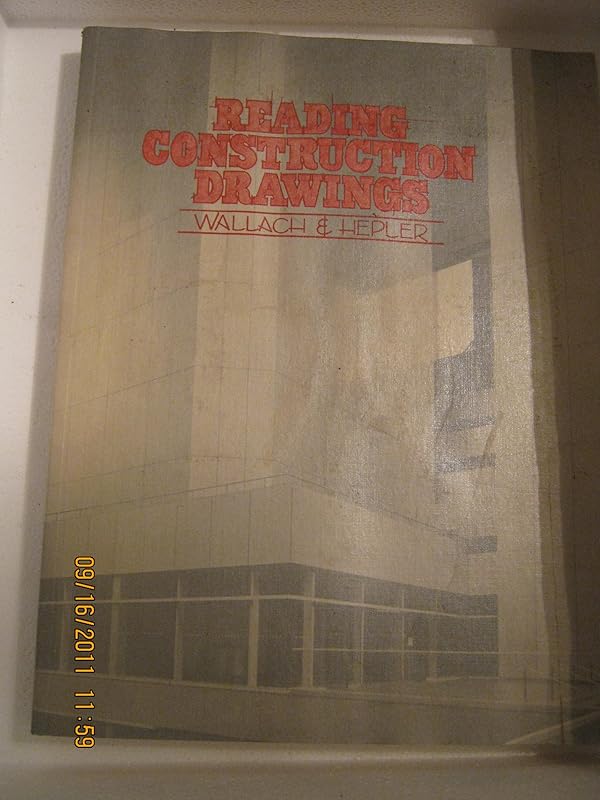 READING
CONSTRUCTION
DRAWINGS
WALLACH & HEPLER
09/16/2011 11:59